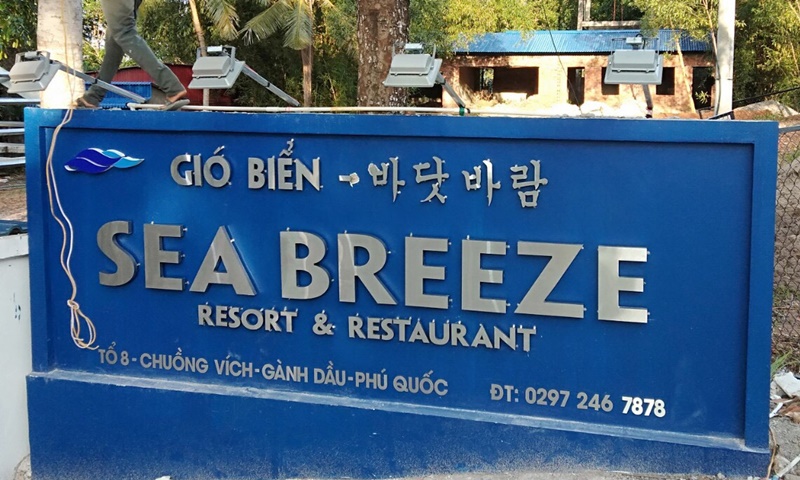 GIÓ BIỂN - 바닷바람
SEA BREEZE
RESORT & RESTAURANT
TỔ 8-CHUỒNG VÍCH-GÀNH DẦU-PHÚ QUỐC ĐT: 0297 246 7878